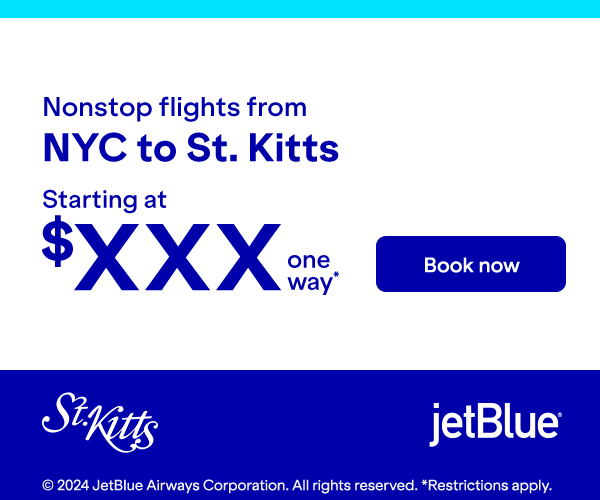 Nonstop flights from
NYC to St. Kitts
Starting at
$XXX one way*
Book now
St. Kitts
jetBlue®
© 2024 JetBlue Airways Corporation. All rights reserved. *Restrictions apply.